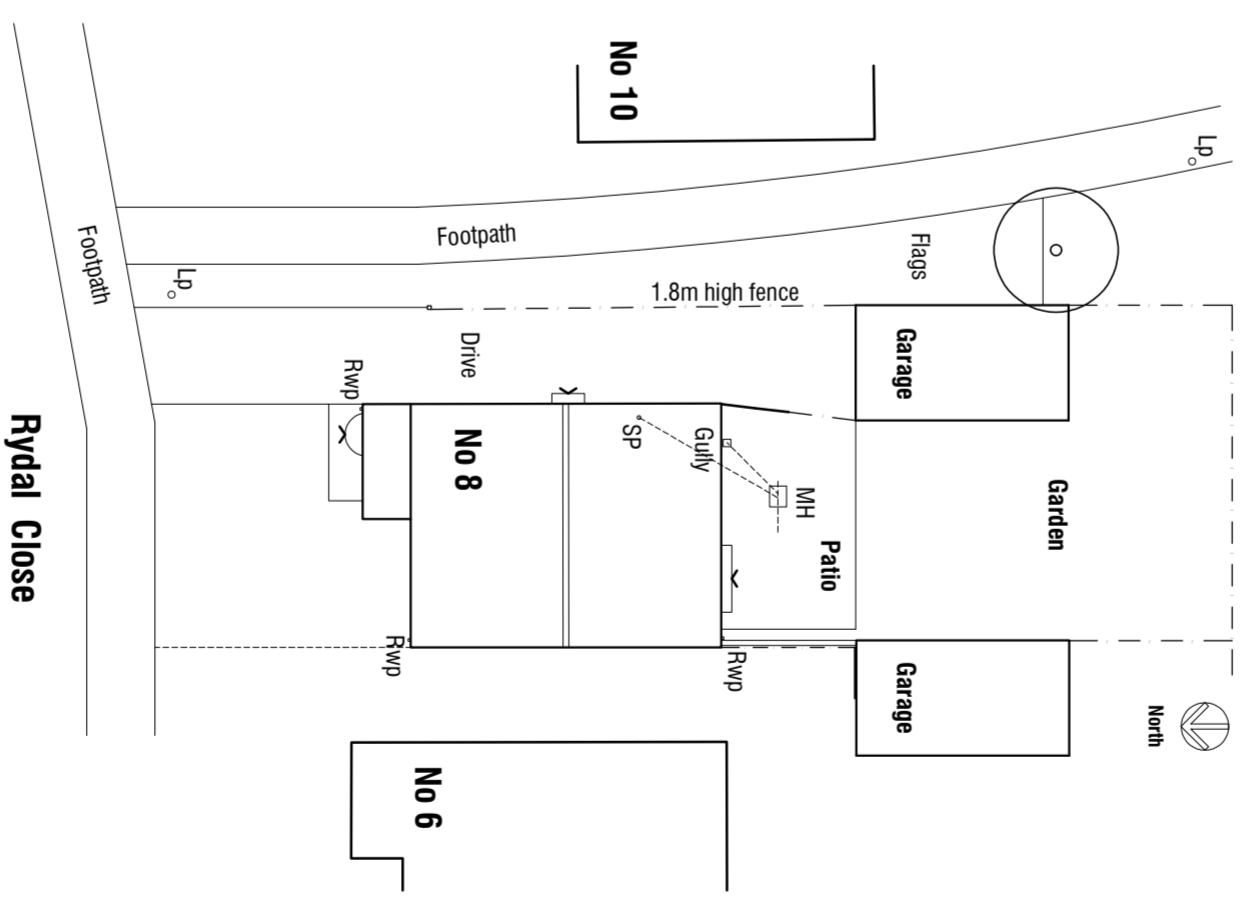 No 10
Lp
Footpath
Flags
Footpath
Lp
1.8m high fence
Garage
Drive
Rwp
No 8
SP
Gully
MH
Garden
Patio
Rydal Close
Rwp
Rwp
Garage
North
No 6